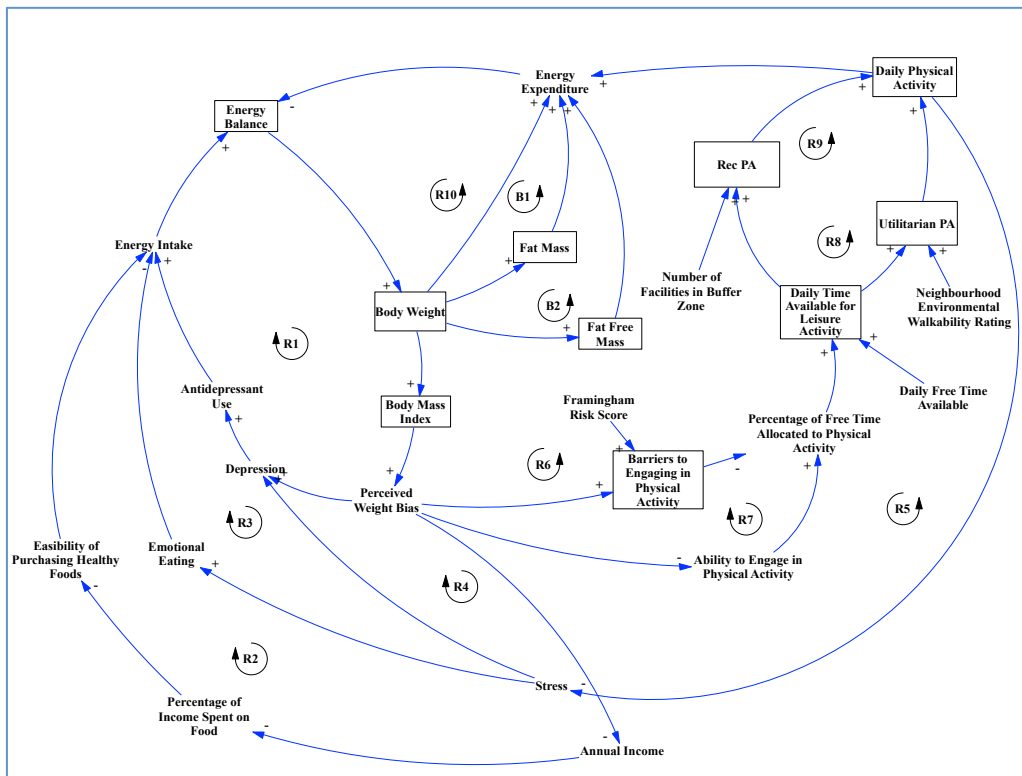 Energy
Expenditure
Daily Physical
Activity
+
+
-
+
+
+
+
+
Energy
Balance
+
R9
Rec PA
R10
B1
+
+
Utilitarian PA
Energy Intake
-
+
Fat Mass
+
R8
+
+
Number of
Facilities in Buffer
Zone
Neighbourhood
Environmental
Walkability Rating
+
Body Weight
B2
+
Fat Free
Mass
Daily Time
Available for
Leisure Activity
+
+
R1
+
Antidepressant
Use
+
Body Mass
Index
Framingham
Risk Score
Daily Free Time
Available
Percentage of Free Time
Allocated to Physical
Activity
+
+
Depression
+
+
Perceived
Weight Bias
R6
+
Barriers to
Engaging in
Physical
Activity
-
+
R5
R3
R7
Easibility of
Purchasing Healthy
Foods
-
Emotional
Eating
+
-
Ability to Engage in
Physical Activity
R4
R2
Stress
-
Percentage of
Income Spent on
Food
-
-
Annual Income